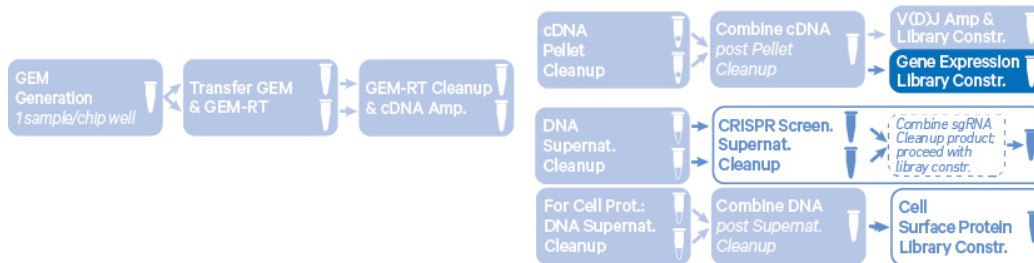 GEM
Generation
1 sample/chip well
Transfer GEM
& GEM-RT
GEM-RT Cleanup
& cDNA Amp.
cDNA
Pellet
Cleanup
Combine cDNA
post Pellet
Cleanup
V(D)J Amp &
Library Constr.
Gene Expression
Library Constr.
DNA
Supernat.
Cleanup
CRISPR Screen.
Supernat.
Cleanup
Combine sgRNA
Cleanup product;
proceed with
libray constr.
For Cell Prot.:
DNA Supernat.
Cleanup
Combine DNA
post Supernat.
Cleanup
Cell
Surface Protein
Library Constr.